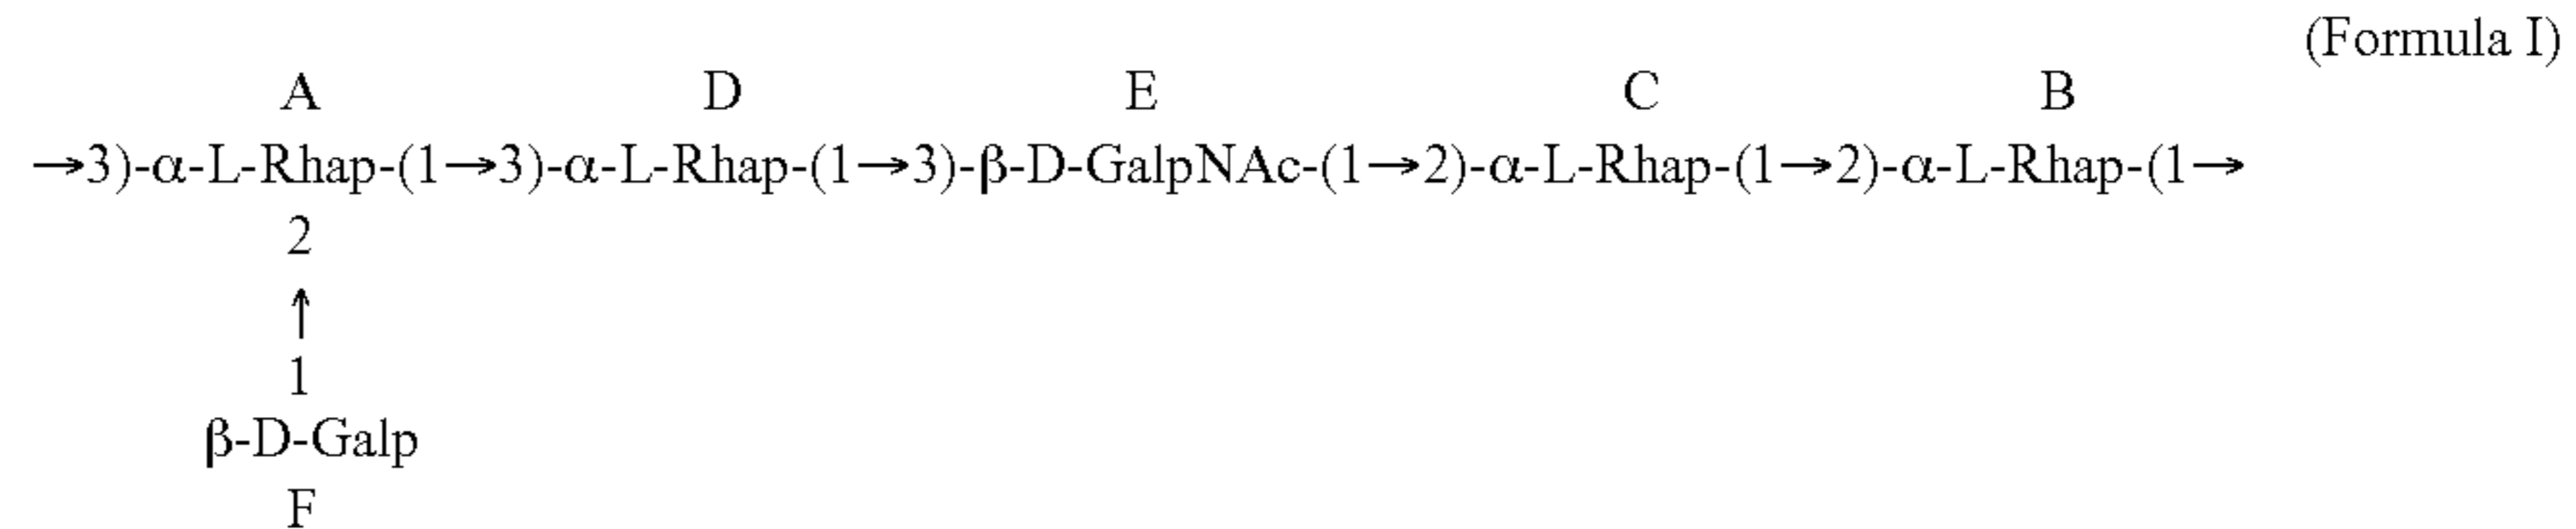 (Formula I)
A D E C B
→3)-α-L-Rhap-(1→3)-α-L-Rhap-(1→3)-β-D-GalpNAc-(1→2)-α-L-Rhap-(1→2)-α-L-Rhap-(1→
2
↑
1
β-D-Galp
F